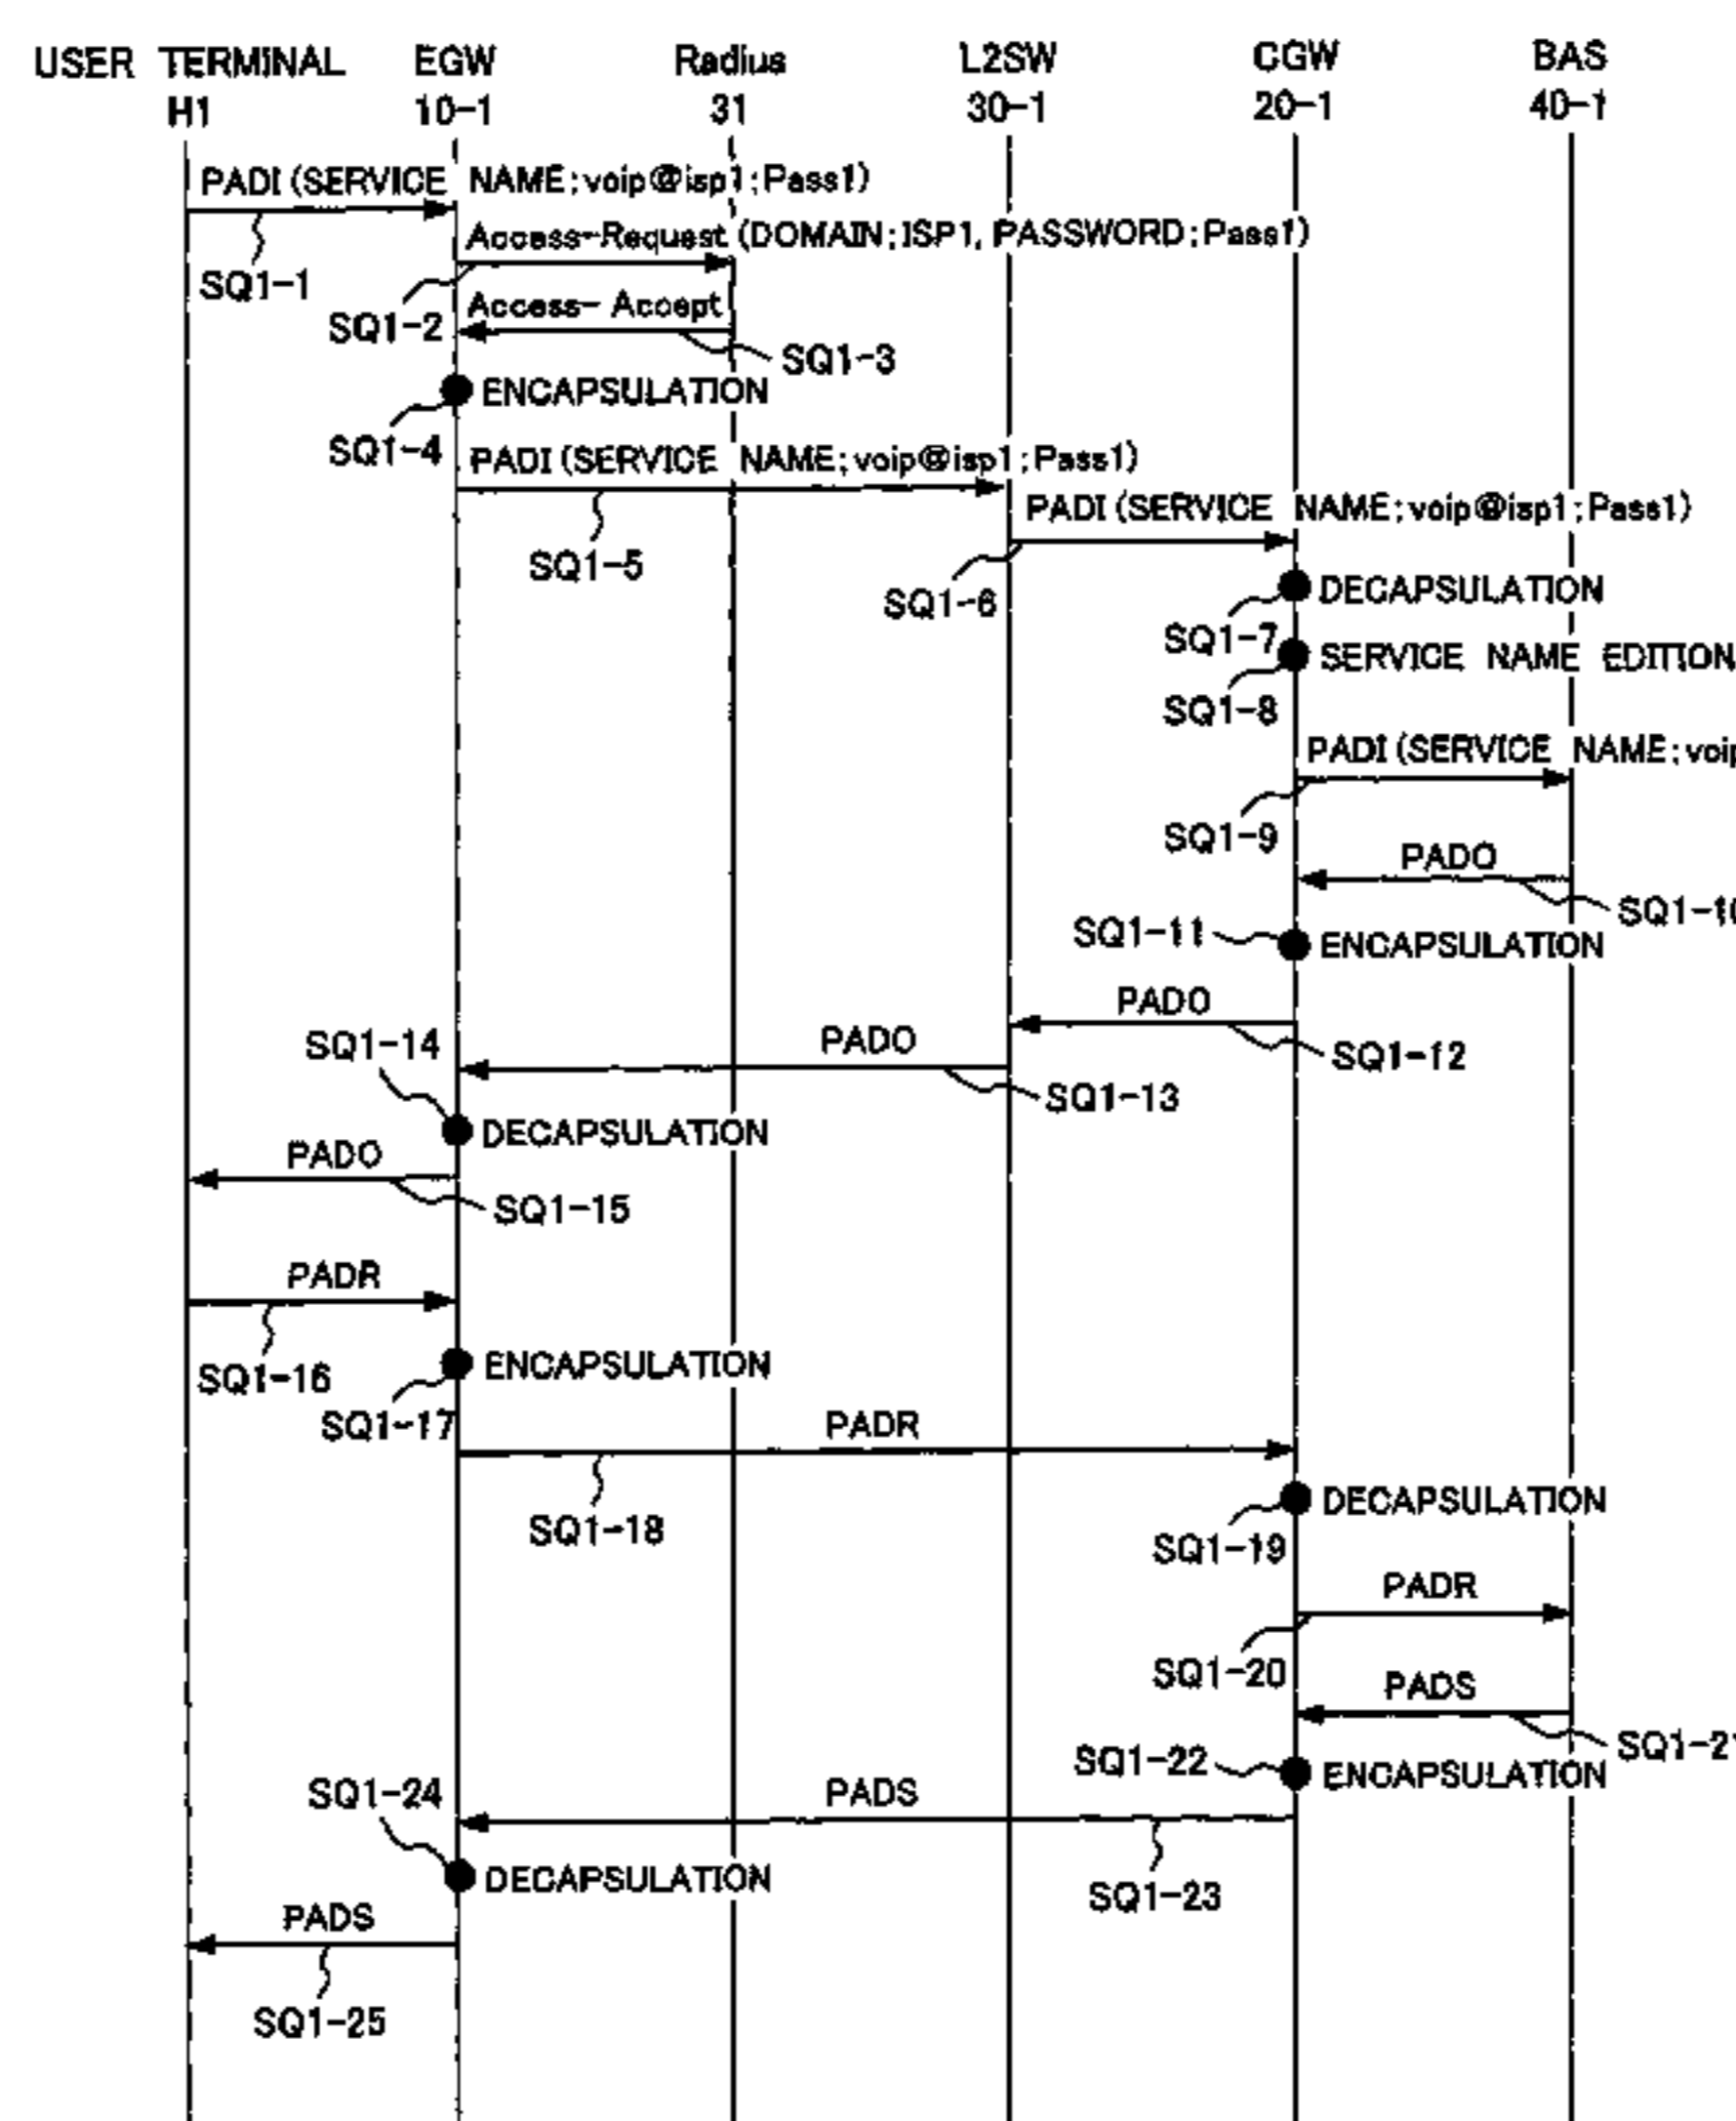 USER TERMINAL EGW Radius L2SW CGW BAS
H1 10-1 31 30-1 20-1 40-1
PADI (SERVICE NAME;voip@isp1;Pass1)
Access-Request (DOMAIN;ISP1, PASSWORD;Pass1)
SQ1-1
Access- Accept
SQ1-2
SQ1-3
ENCAPSULATION
SQ1-4
PADI (SERVICE NAME;voip@isp1;Pass1)
PADI (SERVICE NAME;voip@isp1;Pass1)
SQ1-5
DECAPSULATION
SQ1-6
SQ1-7
SERVICE NAME EDITION
SQ1-8
PADI (SERVICE NAME;voip
SQ1-9
PADO
SQ1-10
SQ1-11
ENCAPSULATION
PADO
SQ1-14
PADO
SQ1-12
SQ1-13
DECAPSULATION
PADO
SQ1-15
PADR
ENCAPSULATION
SQ1-16
SQ1-17
PADR
DECAPSULATION
SQ1-18
SQ1-19
PADR
SQ1-20
PADS
SQ1-21
SQ1-22
ENCAPSULATION
SQ1-24
PADS
DECAPSULATION
SQ1-23
PADS
SQ1-25